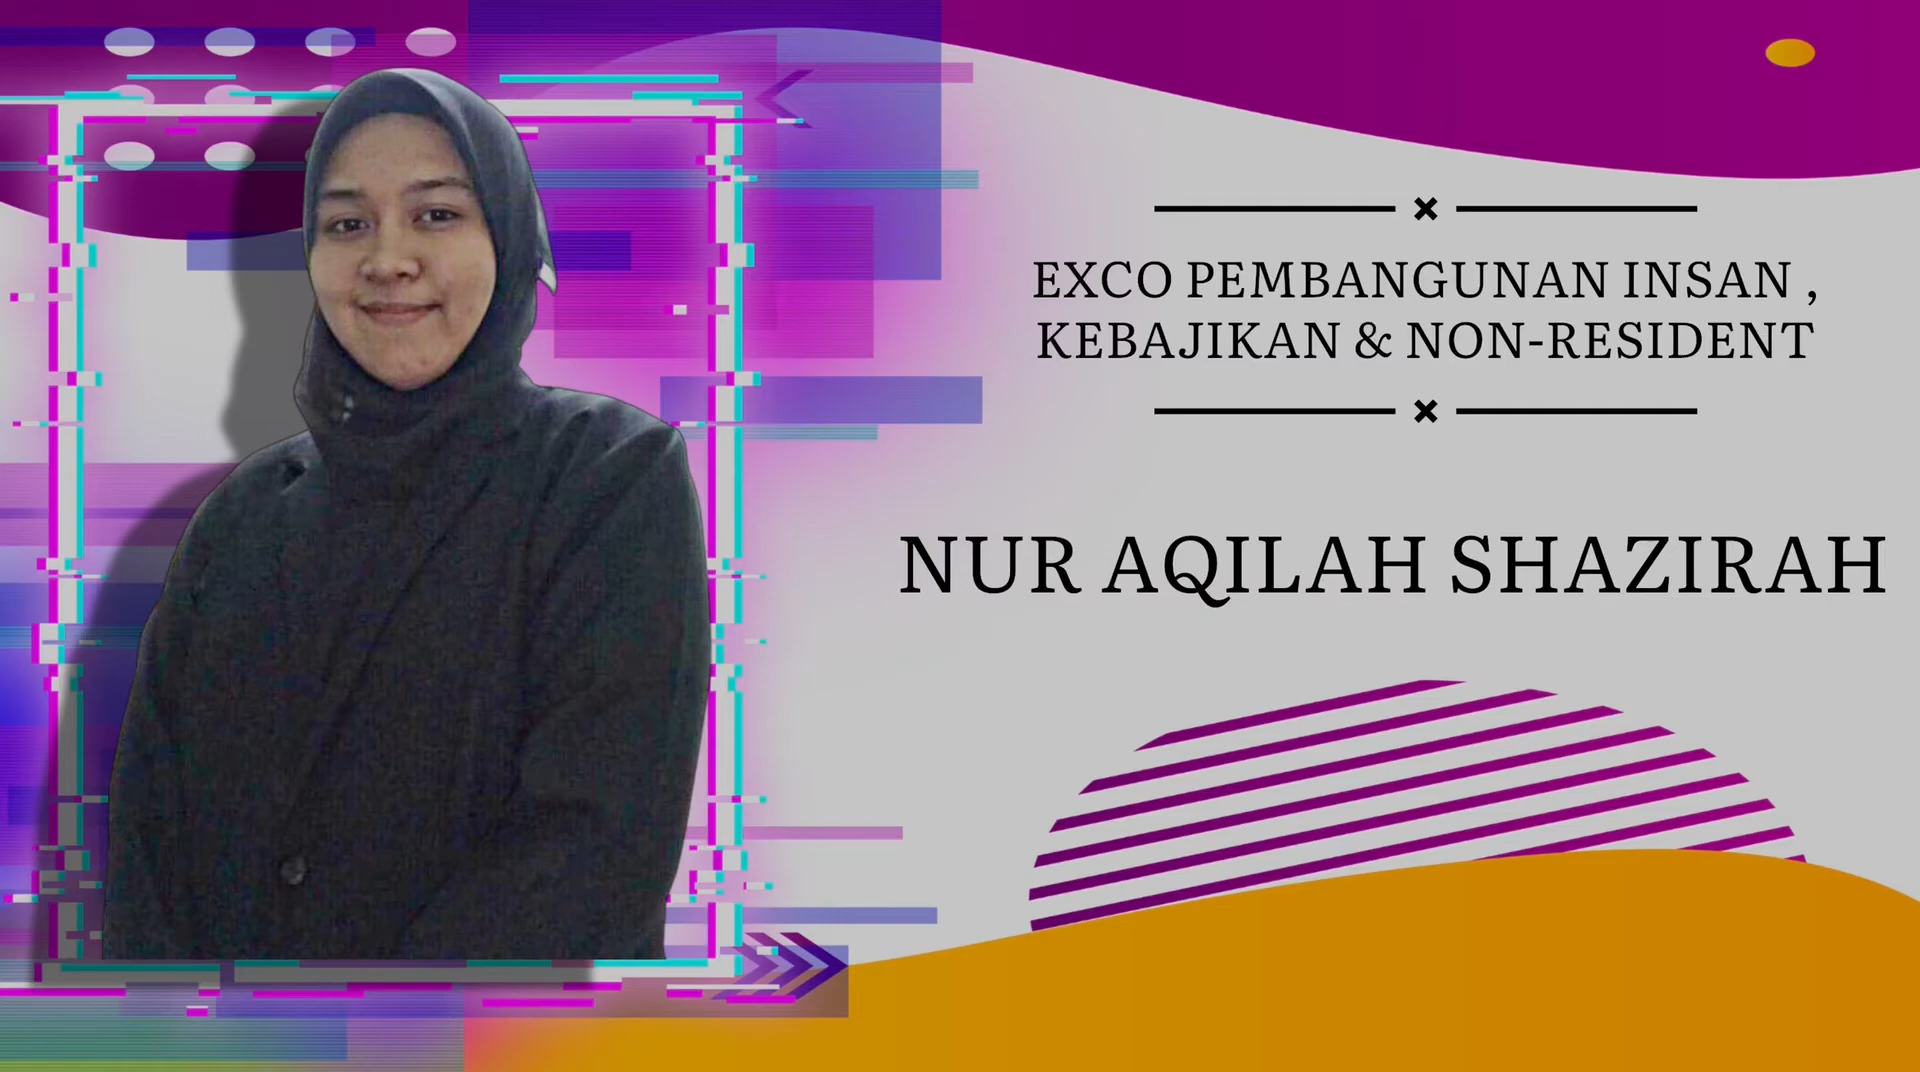 EXCO PEMBANGUNAN INSAN ,
KEBAJIKAN & NON-RESIDENT
NUR AQILAH SHAZIRAH